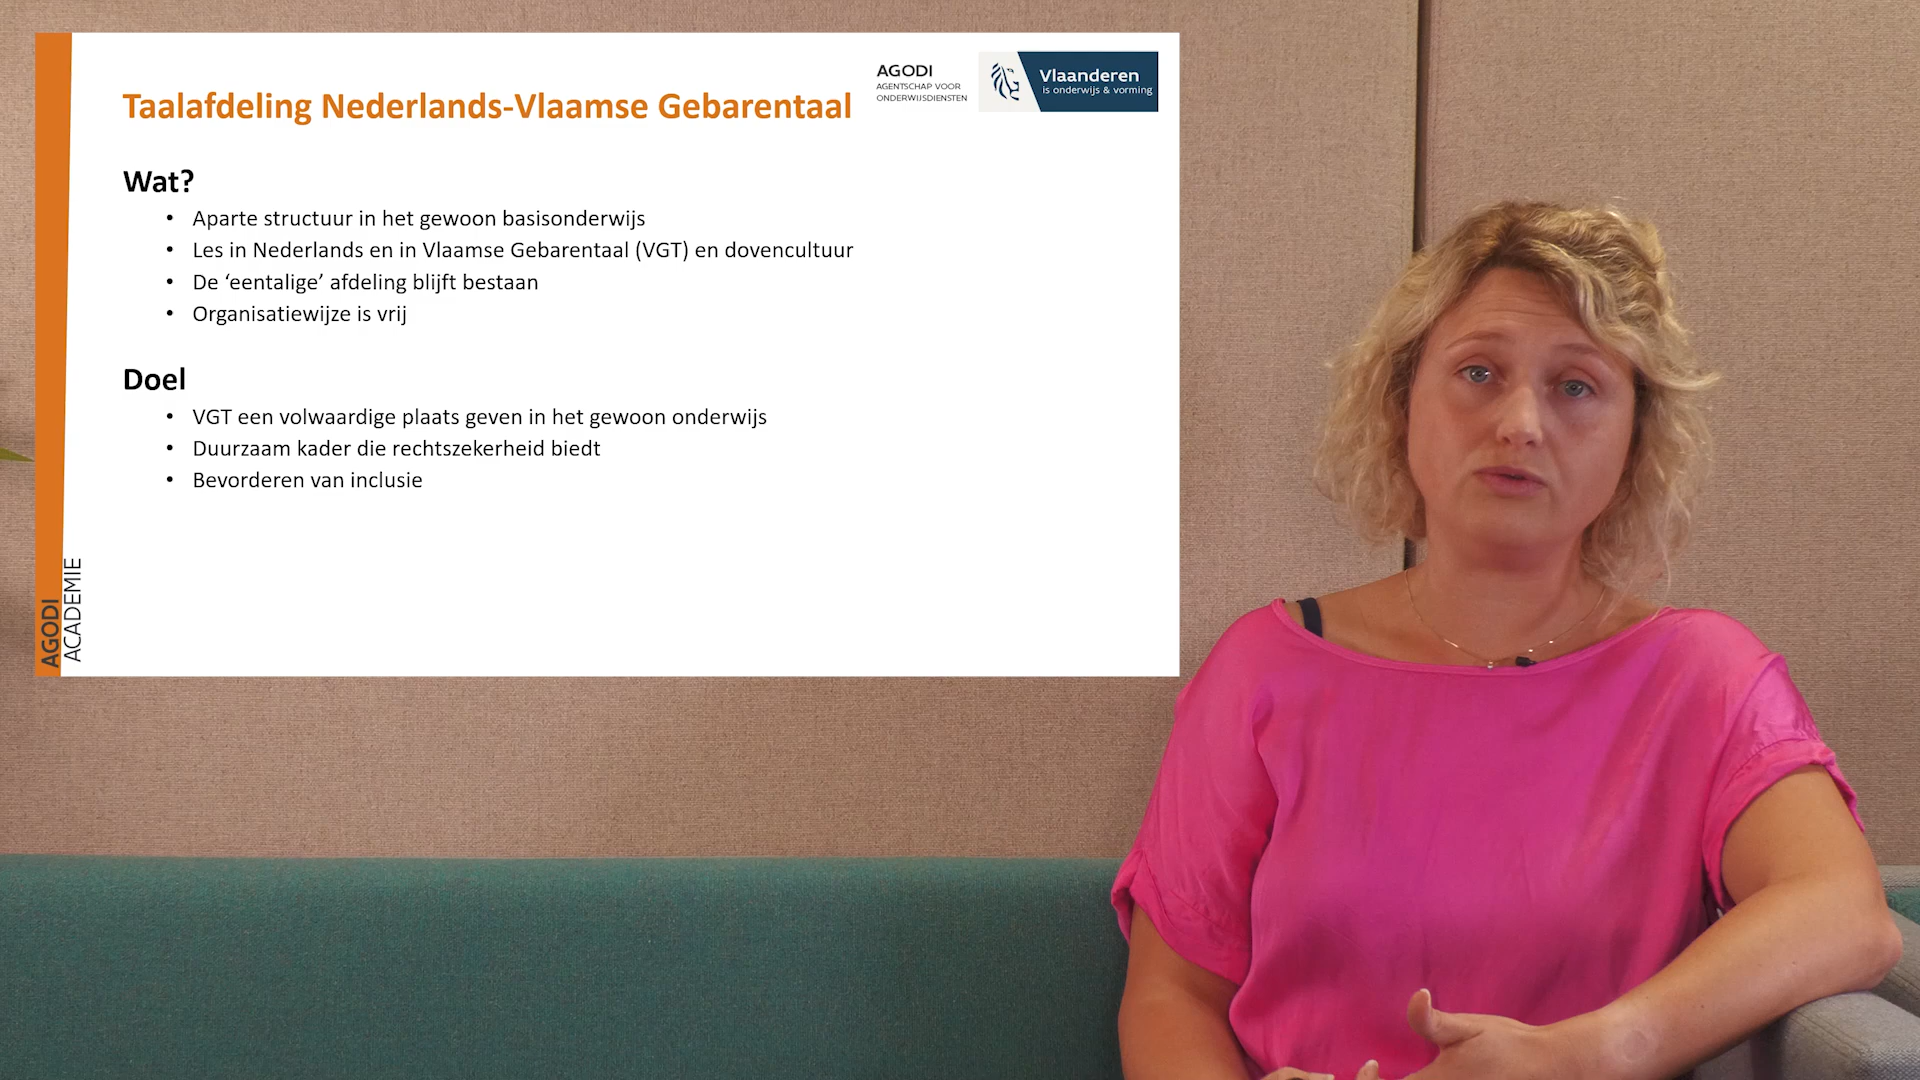 Taalafdeling Nederlands-Vlaamse Gebarentaal
AGODI
AGENTSCHAP VOOR
ONDERWIJSDIENSTEN
Vlaanderen
is onderwijs & vorming
Wat?
• Aparte structuur in het gewoon basisonderwijs
• Les in Nederlands en in Vlaamse Gebarentaal (VGT) en dovencultuur
• De ‘eentalige’ afdeling blijft bestaan
• Organisatiewijze is vrij
Doel
• VGT een volwaardige plaats geven in het gewoon onderwijs
• Duurzaam kader die rechtszekerheid biedt
• Bevorderen van inclusie
AGODI
ACADEMIE